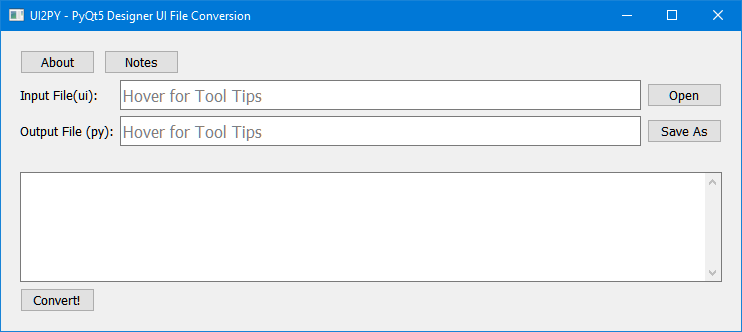 UI2PY - PyQt5 Designer UI File Conversion
About Notes
Input File(ui): Hover for Tool Tips Open
Output File (py): Hover for Tool Tips Save As
Convert!